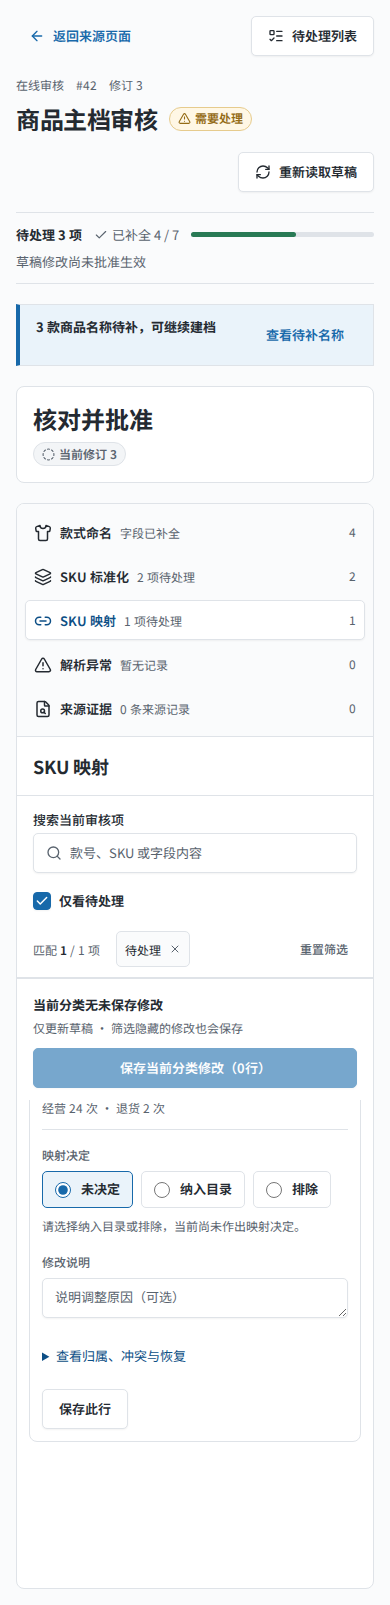 返回来源页面
待处理列表
在线审核 #42 修订 3
商品主档审核
需要处理
重新读取草稿
待处理 3 项 已补全 4 / 7
草稿修改尚未批准生效
3 款商品名称待补，可继续建档
查看待补名称
核对并批准
当前修订 3
款式命名 字段已补全 4
SKU 标准化 2 项待处理 2
SKU 映射 1 项待处理 1
解析异常 暂无记录 0
来源证据 0 条来源记录 0
SKU 映射
搜索当前审核项
款号、SKU 或字段内容
仅看待处理
匹配 1 / 1 项
待处理 ×
重置筛选
当前分类无未保存修改
仅更新草稿 • 筛选隐藏的修改也会保存
保存当前分类修改（0行）
经营 24 次 • 退货 2 次
映射决定
未决定
纳入目录
排除
请选择纳入目录或排除，当前尚未作出映射决定。
修改说明
说明调整原因（可选）
查看归属、冲突与恢复
保存此行